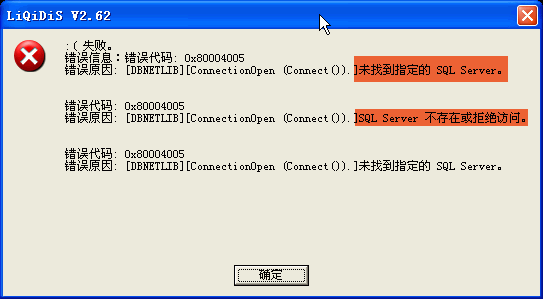 LiQiDiS V2.62
:( 失败。
错误信息：错误代码: 0x80004005
错误原因: [DBNETLIB][ConnectionOpen (Connect()).]未找到指定的 SQL Server。
错误代码: 0x80004005
错误原因: [DBNETLIB][ConnectionOpen (Connect()).]SQL Server 不存在或拒绝访问。
错误代码: 0x80004005
错误原因: [DBNETLIB][ConnectionOpen (Connect()).]未找到指定的 SQL Server。
确定